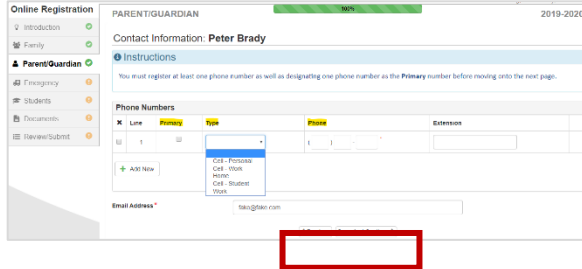 Online Registration
Introduction
Family
Parent/Guardian
Emergency
Students
Documents
Review/Submit
PARENT/GUARDIAN
100%
2019-2020
Contact Information: Peter Brady
Instructions
You must register at least one phone number as well as designating one phone number as the Primary number before moving onto the next page.
Phone Numbers
Line Primary Type Phone Extension
1 ( ) -
Cell - Personal
Cell - Work
Home
Cell - Student
Work
Add New
Email Address*
fake@fake.com